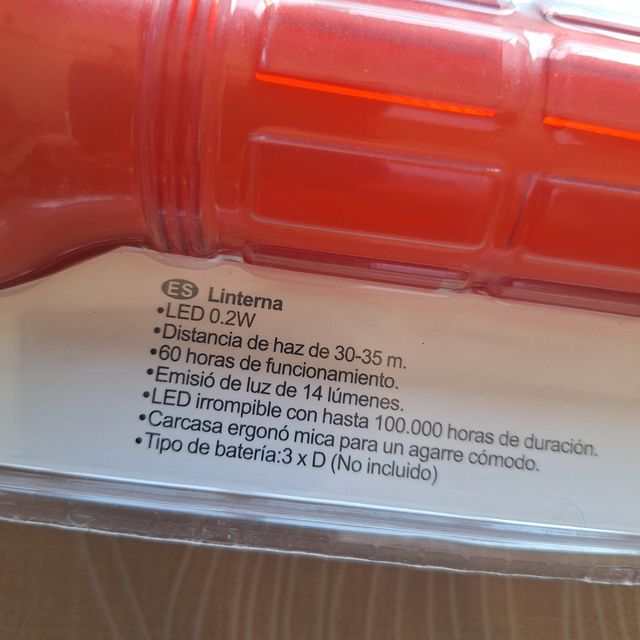 ES Linterna
•LED 0.2W
•Distancia de haz de 30-35 m.
•60 horas de funcionamiento.
•Emisió de luz de 14 lúmenes.
•LED irrompible con hasta 100.000 horas de duración.
•Carcasa ergonó mica para un agarre cómodo.
•Tipo de batería:3 x D (No incluido)